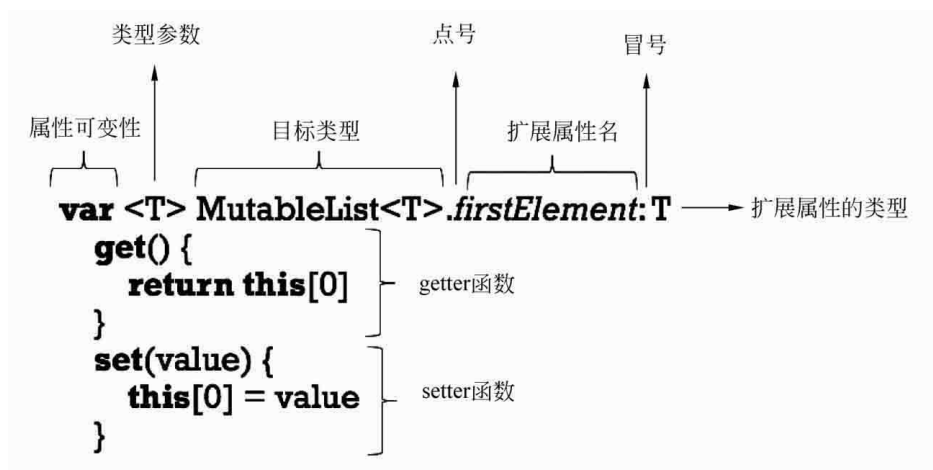 类型参数 点号 冒号
属性可变性 目标类型 扩展属性名
var <T> MutableList<T>.firstElement: T 扩展属性的类型
get() {
return this[0] getter函数
}
set(value) {
this[0] = value setter函数
}